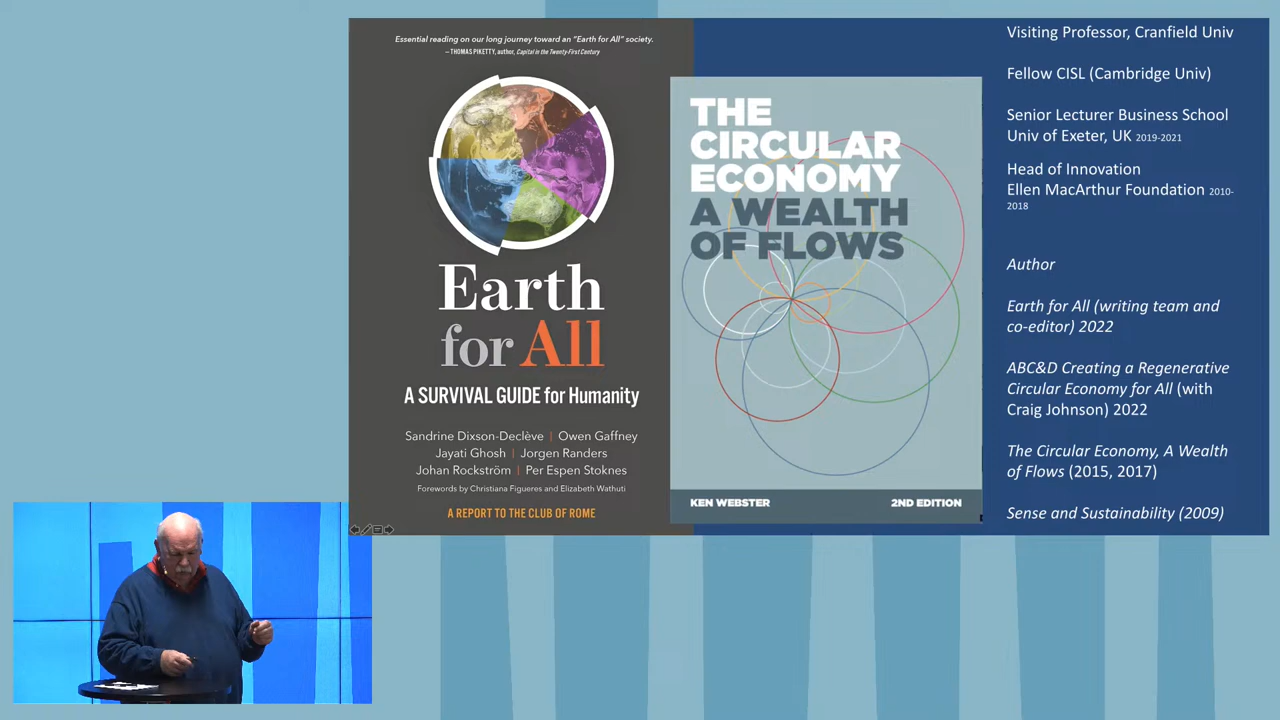 Essential reading on our long journey toward an "Earth for All" society.
— THOMAS PIKETTY, author, Capital in the Twenty-First Century
Earth
for All
A SURVIVAL GUIDE for Humanity
Sandrine Dixson-Declève | Owen Gaffney
Jayati Ghosh | Jorgen Randers
Johan Rockström | Per Espen Stoknes
Forewords by Christiana Figueres and Elizabeth Wathuti
A REPORT TO THE CLUB OF ROME
THE
CIRCULAR
ECONOMY
A WEALTH
OF FLOWS
KEN WEBSTER
2ND EDITION
Visiting Professor, Cranfield Univ
Fellow CISL (Cambridge Univ)
Senior Lecturer Business School
Univ of Exeter, UK 2019-2021
Head of Innovation
Ellen MacArthur Foundation 2010-
2018
Author
Earth for All (writing team and
co-editor) 2022
ABC&D Creating a Regenerative
Circular Economy for All (with
Craig Johnson) 2022
The Circular Economy, A Wealth
of Flows (2015, 2017)
Sense and Sustainability (2009)